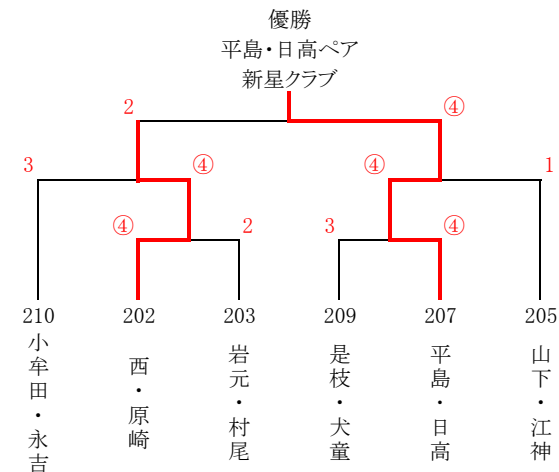 優勝
平島・日高ペア
新星クラブ
2 ④
3 ④ ④ 1
④ 2 3 ④
210 202 203 209 207 205
小牟田・永吉
西・原崎
岩元・村尾
是枝・犬童
平島・日高
山下・江神